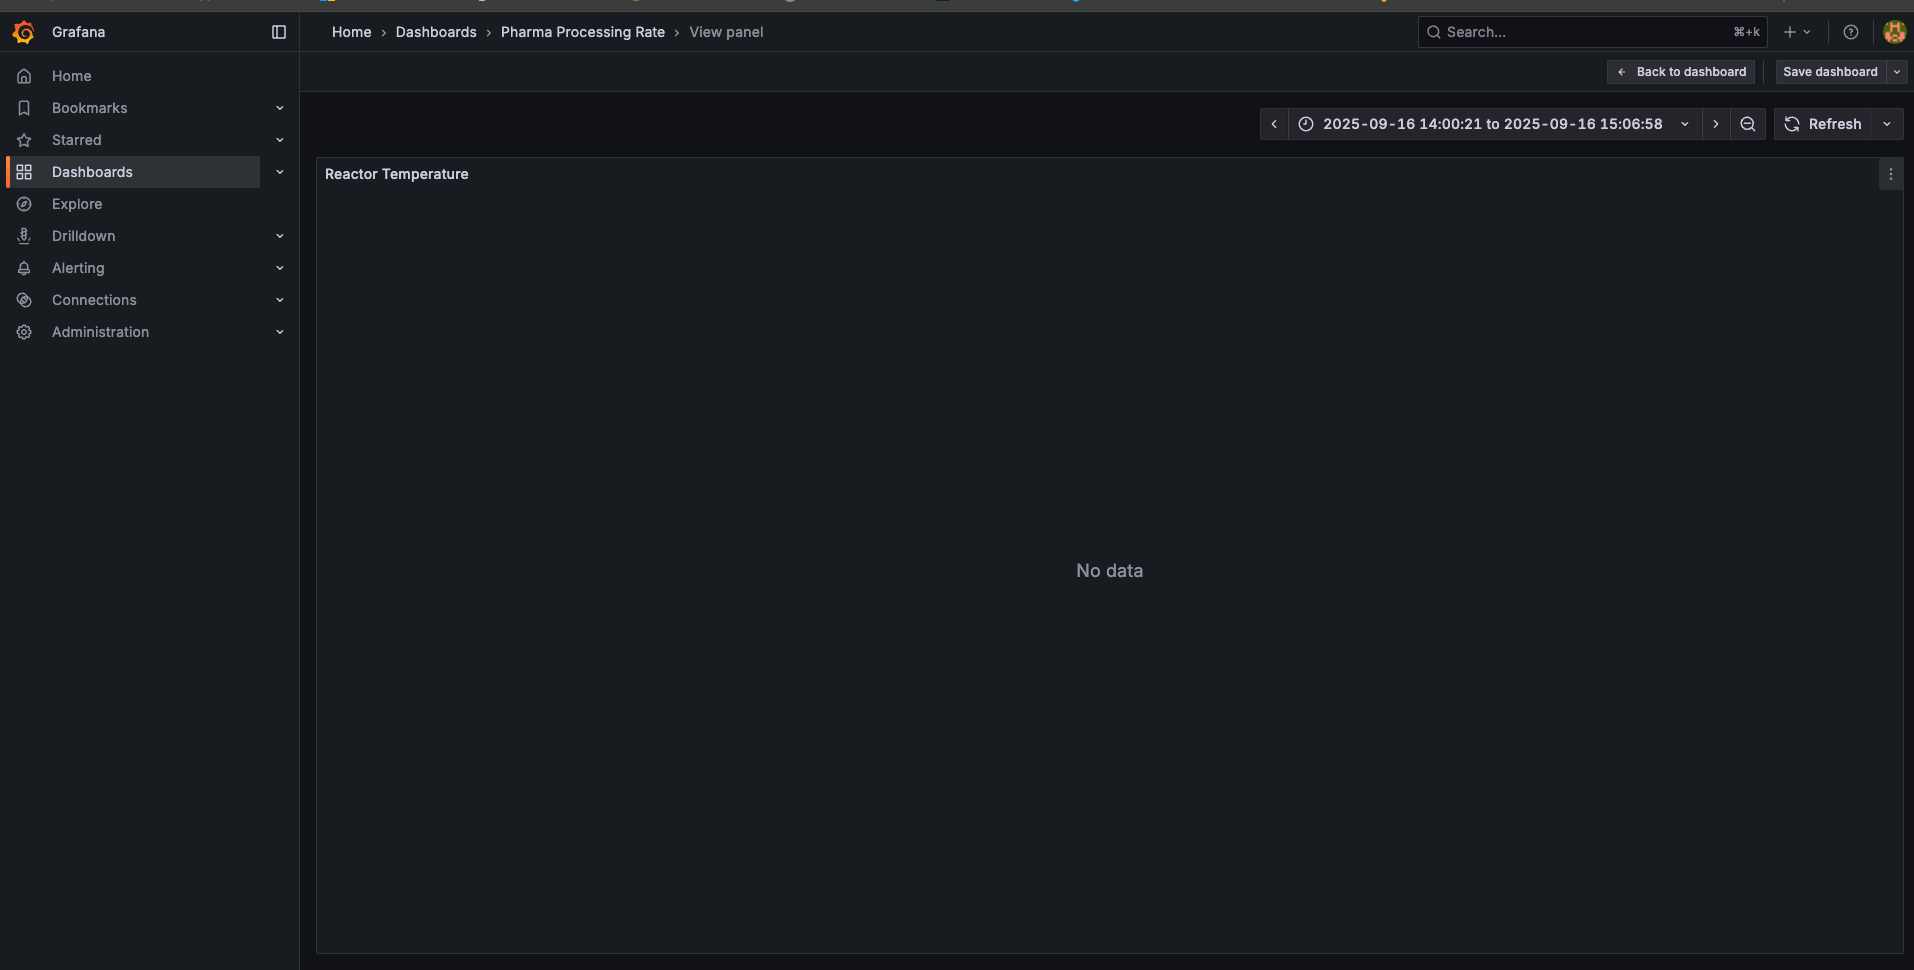 Grafana
Home › Dashboards › Pharma Processing Rate › View panel
Search...
⌘+k
Back to dashboard
Save dashboard
Home
Bookmarks
Starred
Dashboards
Explore
Drilldown
Alerting
Connections
Administration
2025-09-16 14:00:21 to 2025-09-16 15:06:58
Refresh
Reactor Temperature
No data